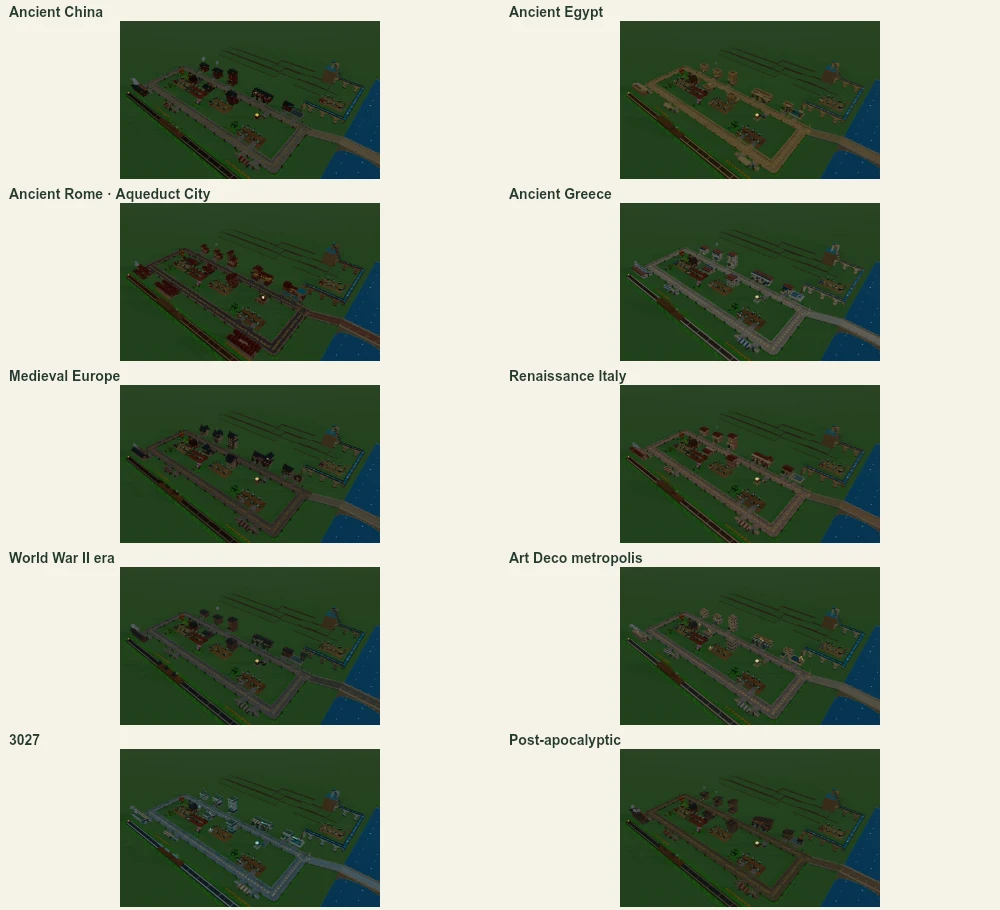 Ancient China
Ancient Egypt
Ancient Rome · Aqueduct City
Ancient Greece
Medieval Europe
Renaissance Italy
World War II era
Art Deco metropolis
3027
Post-apocalyptic